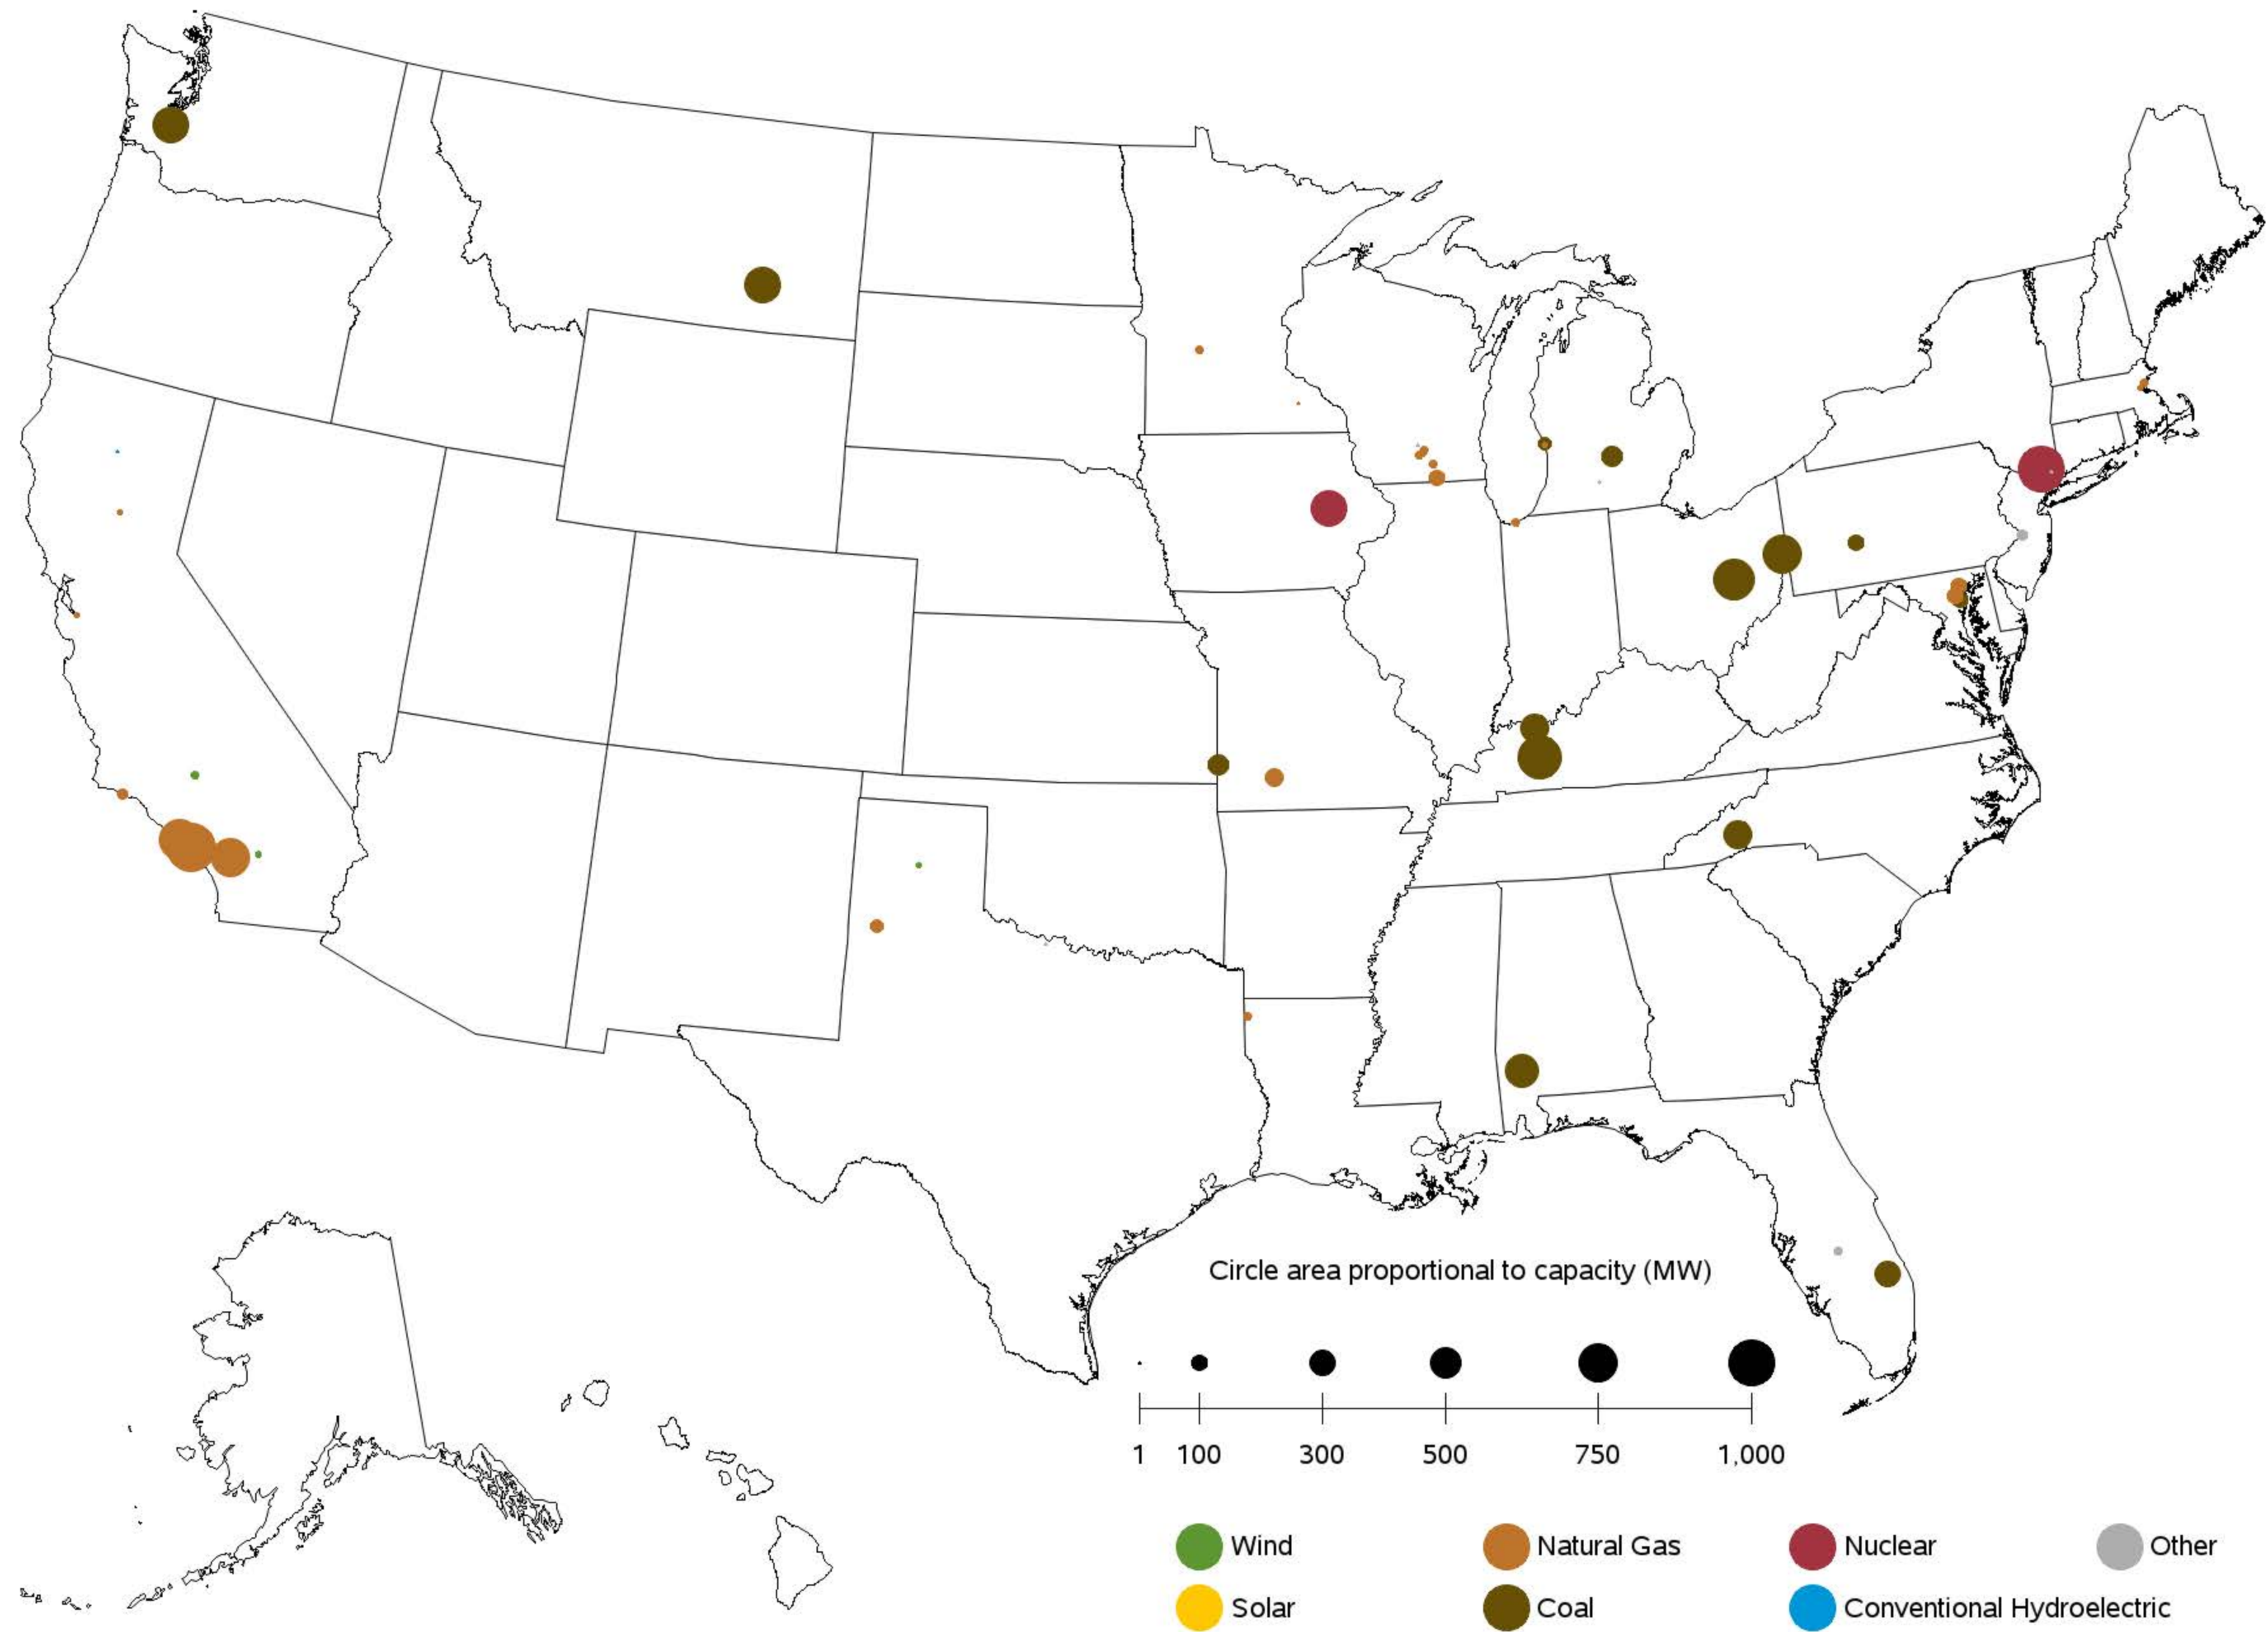 Circle area proportional to capacity (MW)
1 100 300 500 750 1,000
Wind Natural Gas Nuclear Other
Solar Coal Conventional Hydroelectric